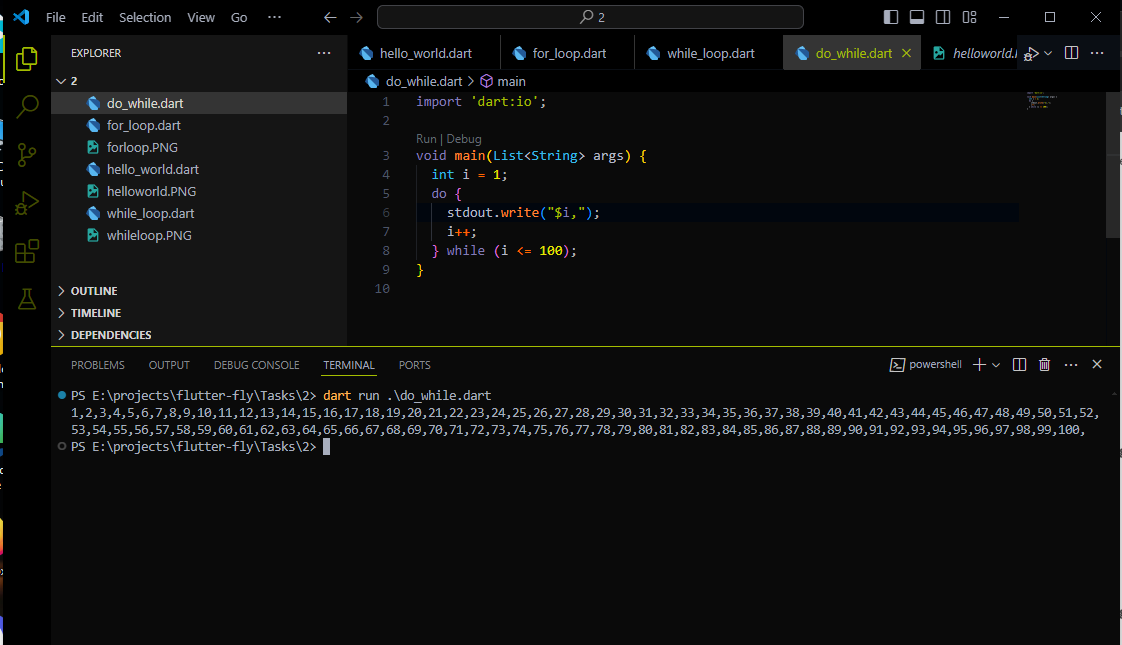 File Edit Selection View Go ··· 2
EXPLORER ···
2
do_while.dart
for_loop.dart
forloop.PNG
hello_world.dart
helloworld.PNG
while_loop.dart
whileloop.PNG
OUTLINE
TIMELINE
DEPENDENCIES
hello_world.dart for_loop.dart while_loop.dart do_while.dart helloworld.
do_while.dart > main
1 import 'dart:io';
2
Run | Debug
3 void main(List<String> args) {
4 int i = 1;
5 do {
6 stdout.write("$i,");
7 i++;
8 } while (i <= 100);
9 }
10
PROBLEMS OUTPUT DEBUG CONSOLE TERMINAL PORTS powershell
PS E:\projects\flutter-fly\Tasks\2> dart run .\do_while.dart
1,2,3,4,5,6,7,8,9,10,11,12,13,14,15,16,17,18,19,20,21,22,23,24,25,26,27,28,29,30,31,32,33,34,35,36,37,38,39,40,41,42,43,44,45,46,47,48,49,50,51,52,
53,54,55,56,57,58,59,60,61,62,63,64,65,66,67,68,69,70,71,72,73,74,75,76,77,78,79,80,81,82,83,84,85,86,87,88,89,90,91,92,93,94,95,96,97,98,99,100,
PS E:\projects\flutter-fly\Tasks\2>